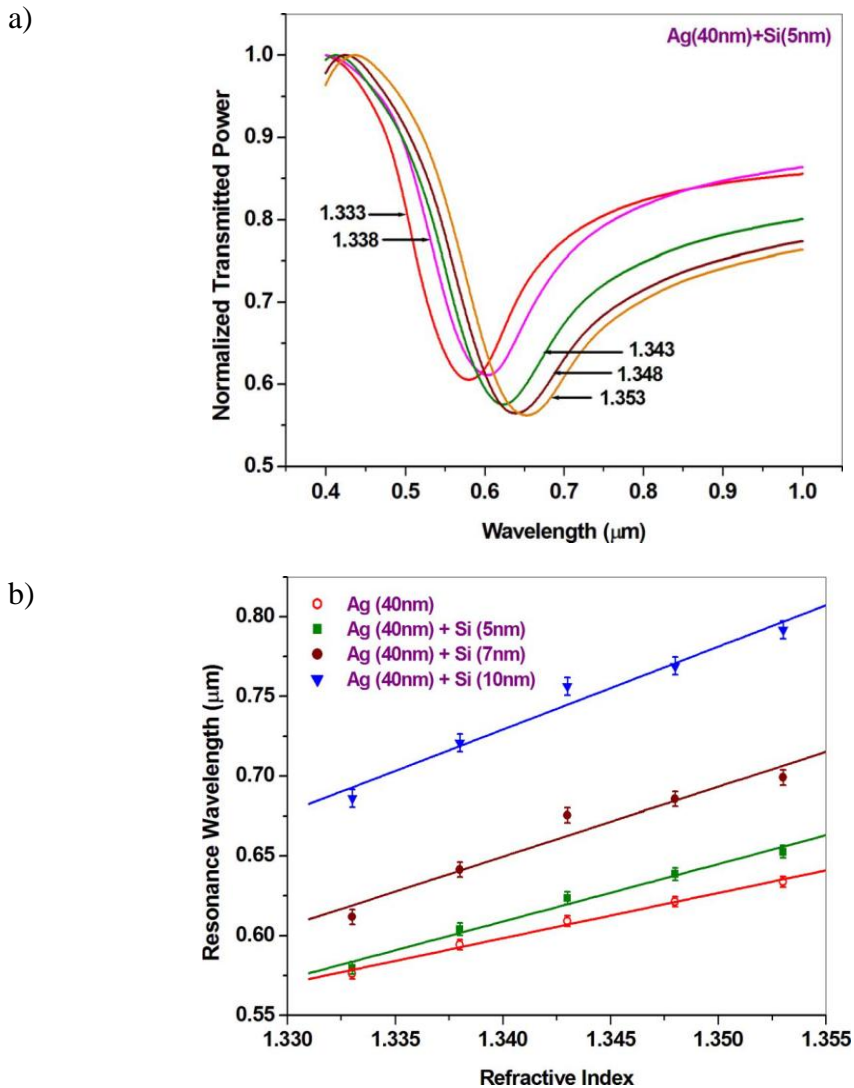 a)
Ag(40nm)+Si(5nm)
1.0
0.9
0.8
0.7
0.6
0.5
Normalized Transmitted Power
1.333
1.338
1.343
1.348
1.353
0.4 0.5 0.6 0.7 0.8 0.9 1.0
Wavelength (μm)
b)
Ag (40nm)
Ag (40nm) + Si (5nm)
Ag (40nm) + Si (7nm)
Ag (40nm) + Si (10nm)
0.80
0.75
0.70
0.65
0.60
0.55
Resonance Wavelength (μm)
1.330 1.335 1.340 1.345 1.350 1.355
Refractive Index